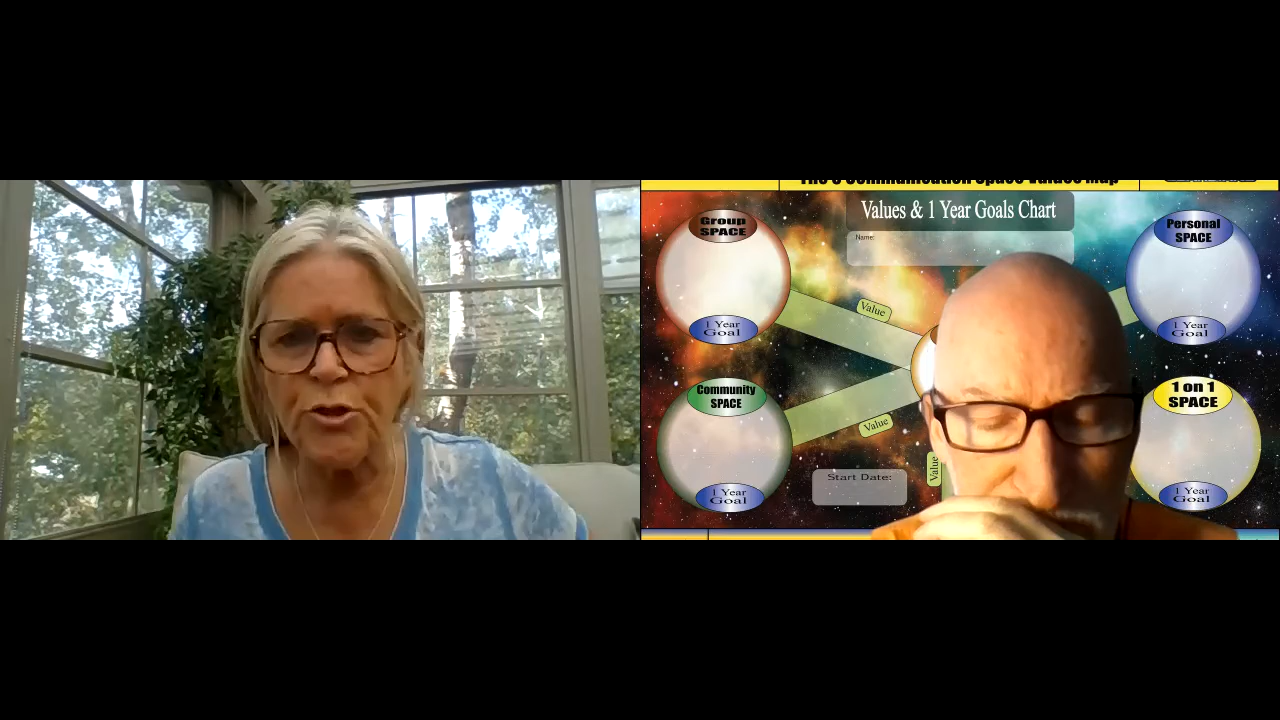 Values & 1 Year Goals Chart
Name:
Group
SPACE
Personal
SPACE
Value
1 Year
Goal
1 Year
Goal
Community
SPACE
1 on 1
SPACE
Value
Value
Start Date:
1 Year
Goal
1 Year
Goal